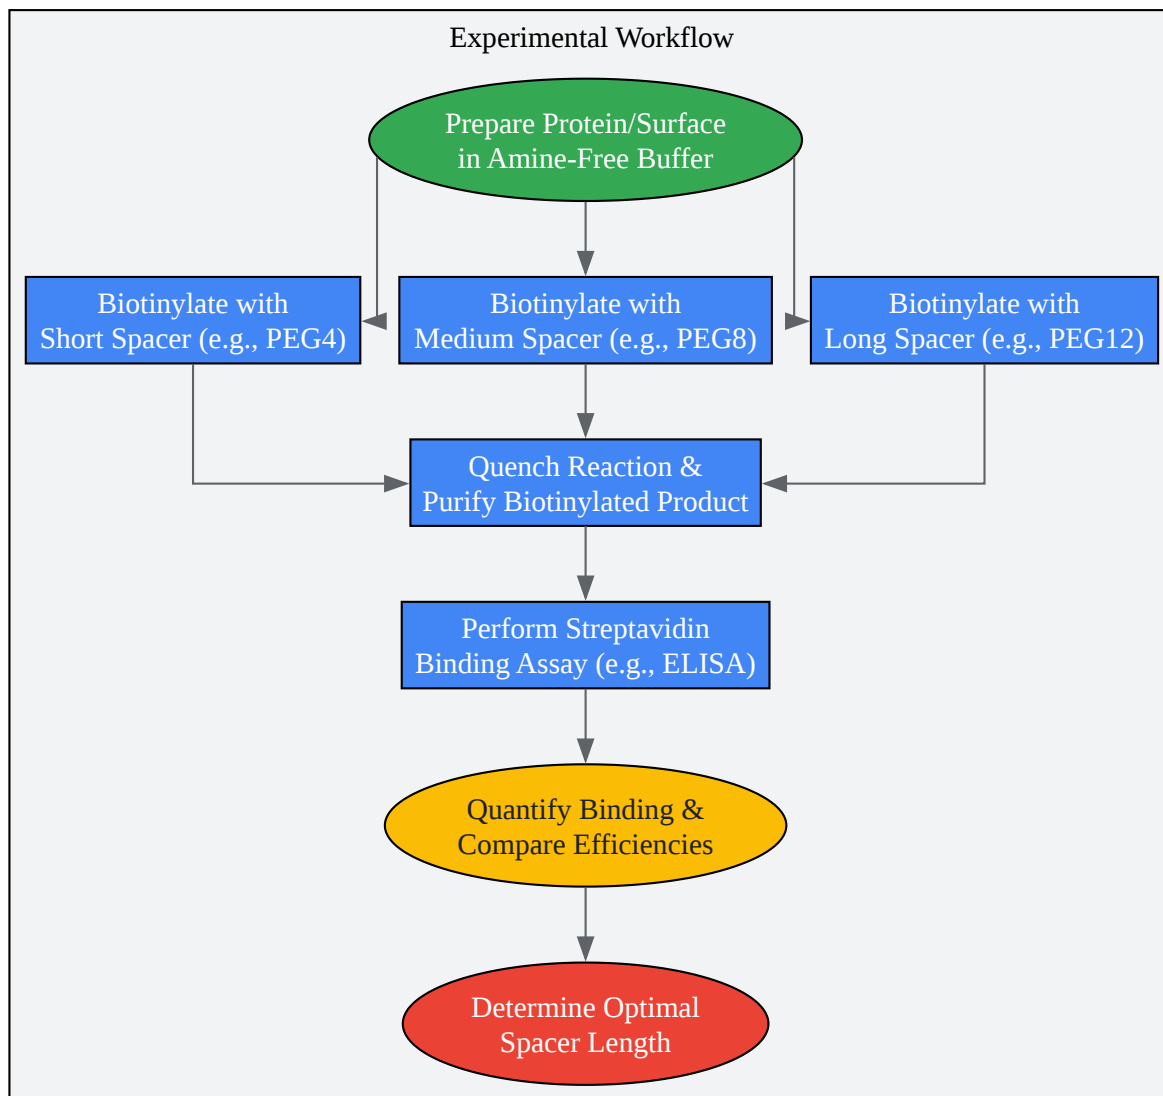 Experimental Workflow
Prepare Protein/Surface
in Amine-Free Buffer
Biotinylate with
Short Spacer (e.g., PEG4)
Biotinylate with
Medium Spacer (e.g., PEG8)
Biotinylate with
Long Spacer (e.g., PEG12)
Quench Reaction &
Purify Biotinylated Product
Perform Streptavidin
Binding Assay (e.g., ELISA)
Quantify Binding &
Compare Efficiencies
Determine Optimal
Spacer Length